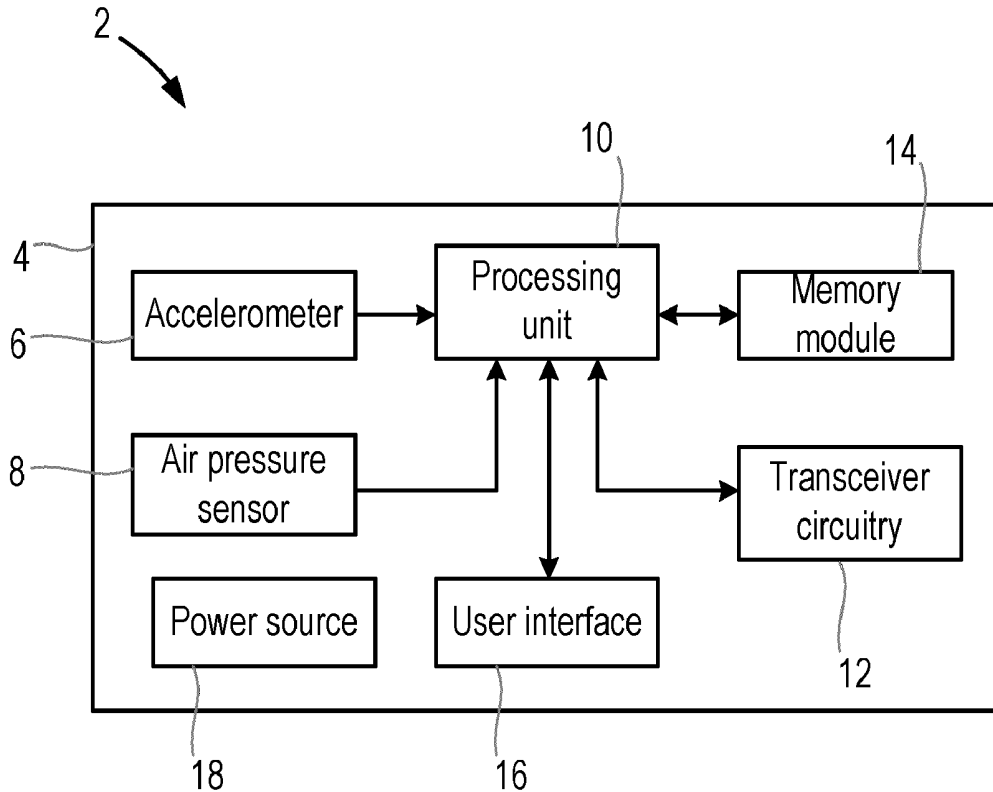 2
10
14
4
Accelerometer
Processing
unit
Memory
module
6
8
Air pressure
sensor
Transceiver
circuitry
Power source
User interface
12
18
16